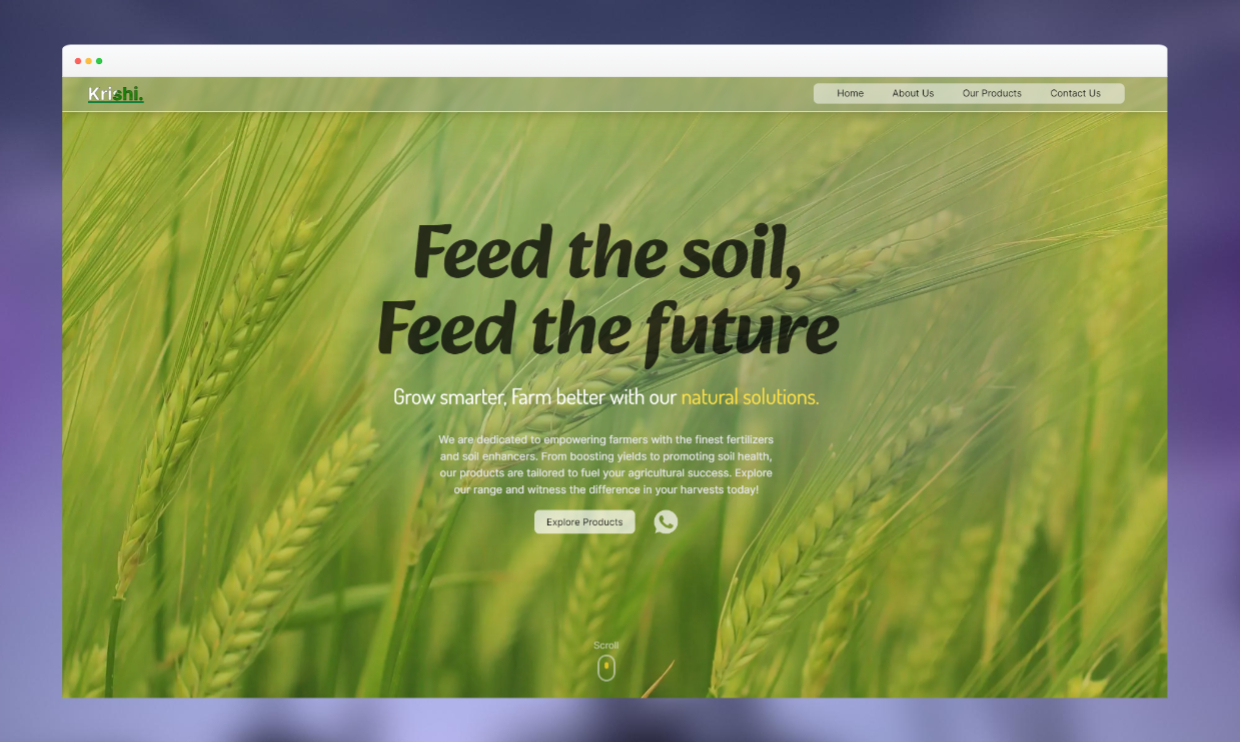 Krishi.
Home About Us Our Products Contact Us
Feed the soil,
Feed the future
Grow smarter, Farm better with our natural solutions.
We are dedicated to empowering farmers with the finest fertilizers
and soil enhancers. From boosting yields to promoting soil health,
our products are tailored to fuel your agricultural success. Explore
our range and witness the difference in your harvests today!
Explore Products
Scroll